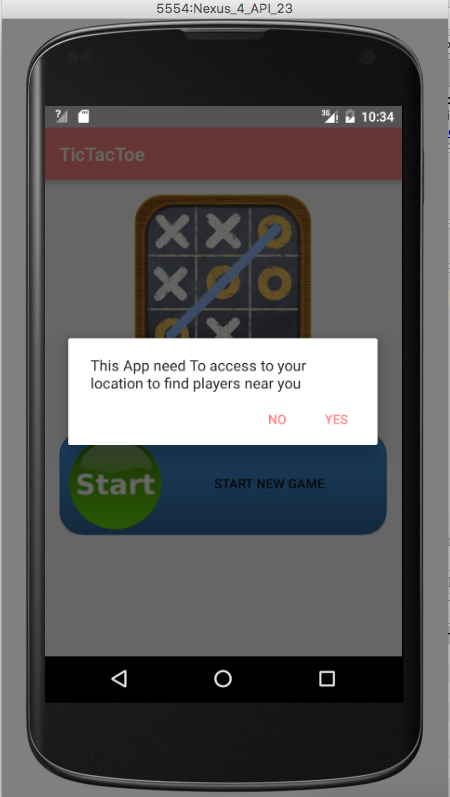 5554:Nexus_4_API_23
3G 10:34
TicTacToe
This App need To access to your
location to find players near you
NO YES
Start START NEW GAME